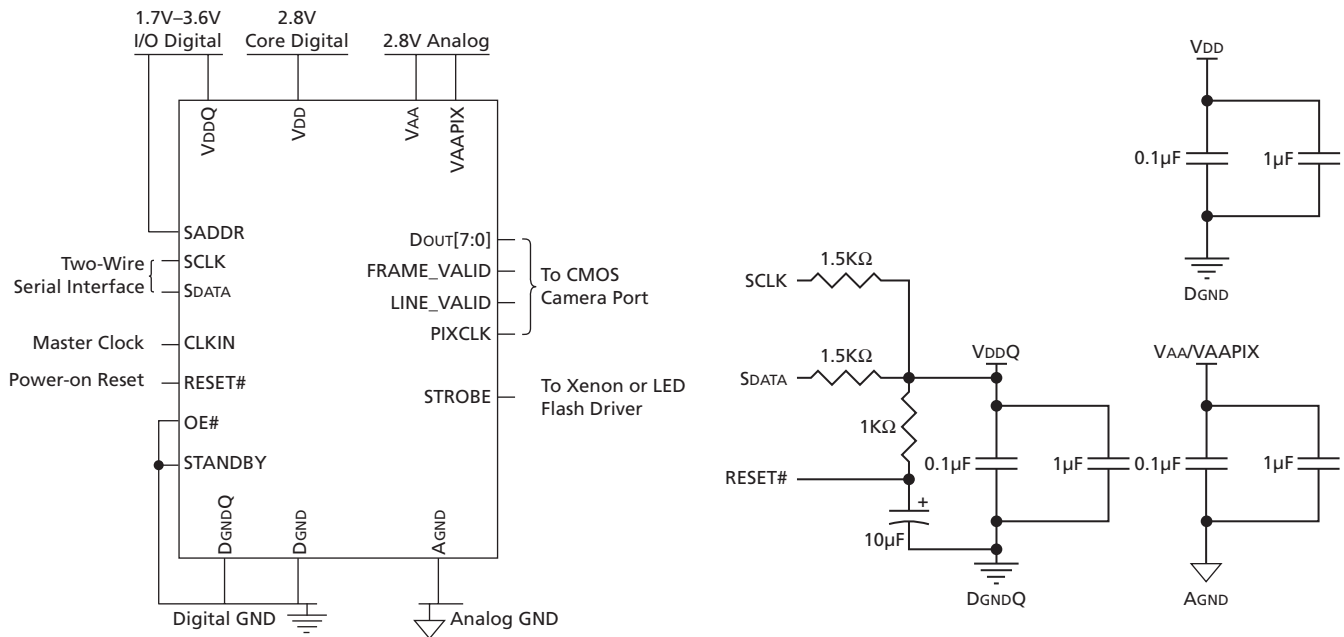 1.7V–3.6V
I/O Digital
2.8V
Core Digital
2.8V Analog
VDDQ
VDD
VAA
VAAPIX
SADDR
Two-Wire
Serial Interface
SCLK
SDATA
Master Clock
CLKIN
Power-on Reset
RESET#
OE#
STANDBY
DOUT[7:0]
FRAME_VALID
LINE_VALID
PIXCLK
To CMOS
Camera Port
STROBE
To Xenon or LED
Flash Driver
DGNDQ
DGND
AGND
Digital GND
Analog GND
SCLK
1.5KΩ
SDATA
1.5KΩ
1KΩ
RESET#
+
10µF
VDDQ
0.1µF
1µF
DGNDQ
VDD
0.1µF
1µF
DGND
VAA/VAAPIX
0.1µF
1µF
AGND